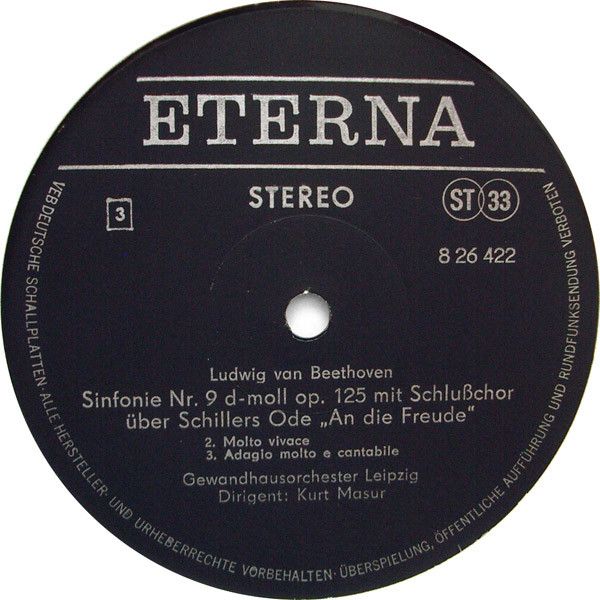 ETERNA
STEREO
3
ST 33
8 26 422
Ludwig van Beethoven
Sinfonie Nr. 9 d-moll op. 125 mit Schlußchor
über Schillers Ode „An die Freude“
2. Molto vivace
3. Adagio molto e cantabile
Gewandhausorchester Leipzig
Dirigent: Kurt Masur
VEB DEUTSCHE SCHALLPLATTEN · ALLE HERSTELLER- UND URHEBERRECHTE VORBEHALTEN · ÜBERSPIELUNG, ÖFFENTLICHE AUFFÜHRUNG UND RUNDFUNKSENDUNG VERBOTEN